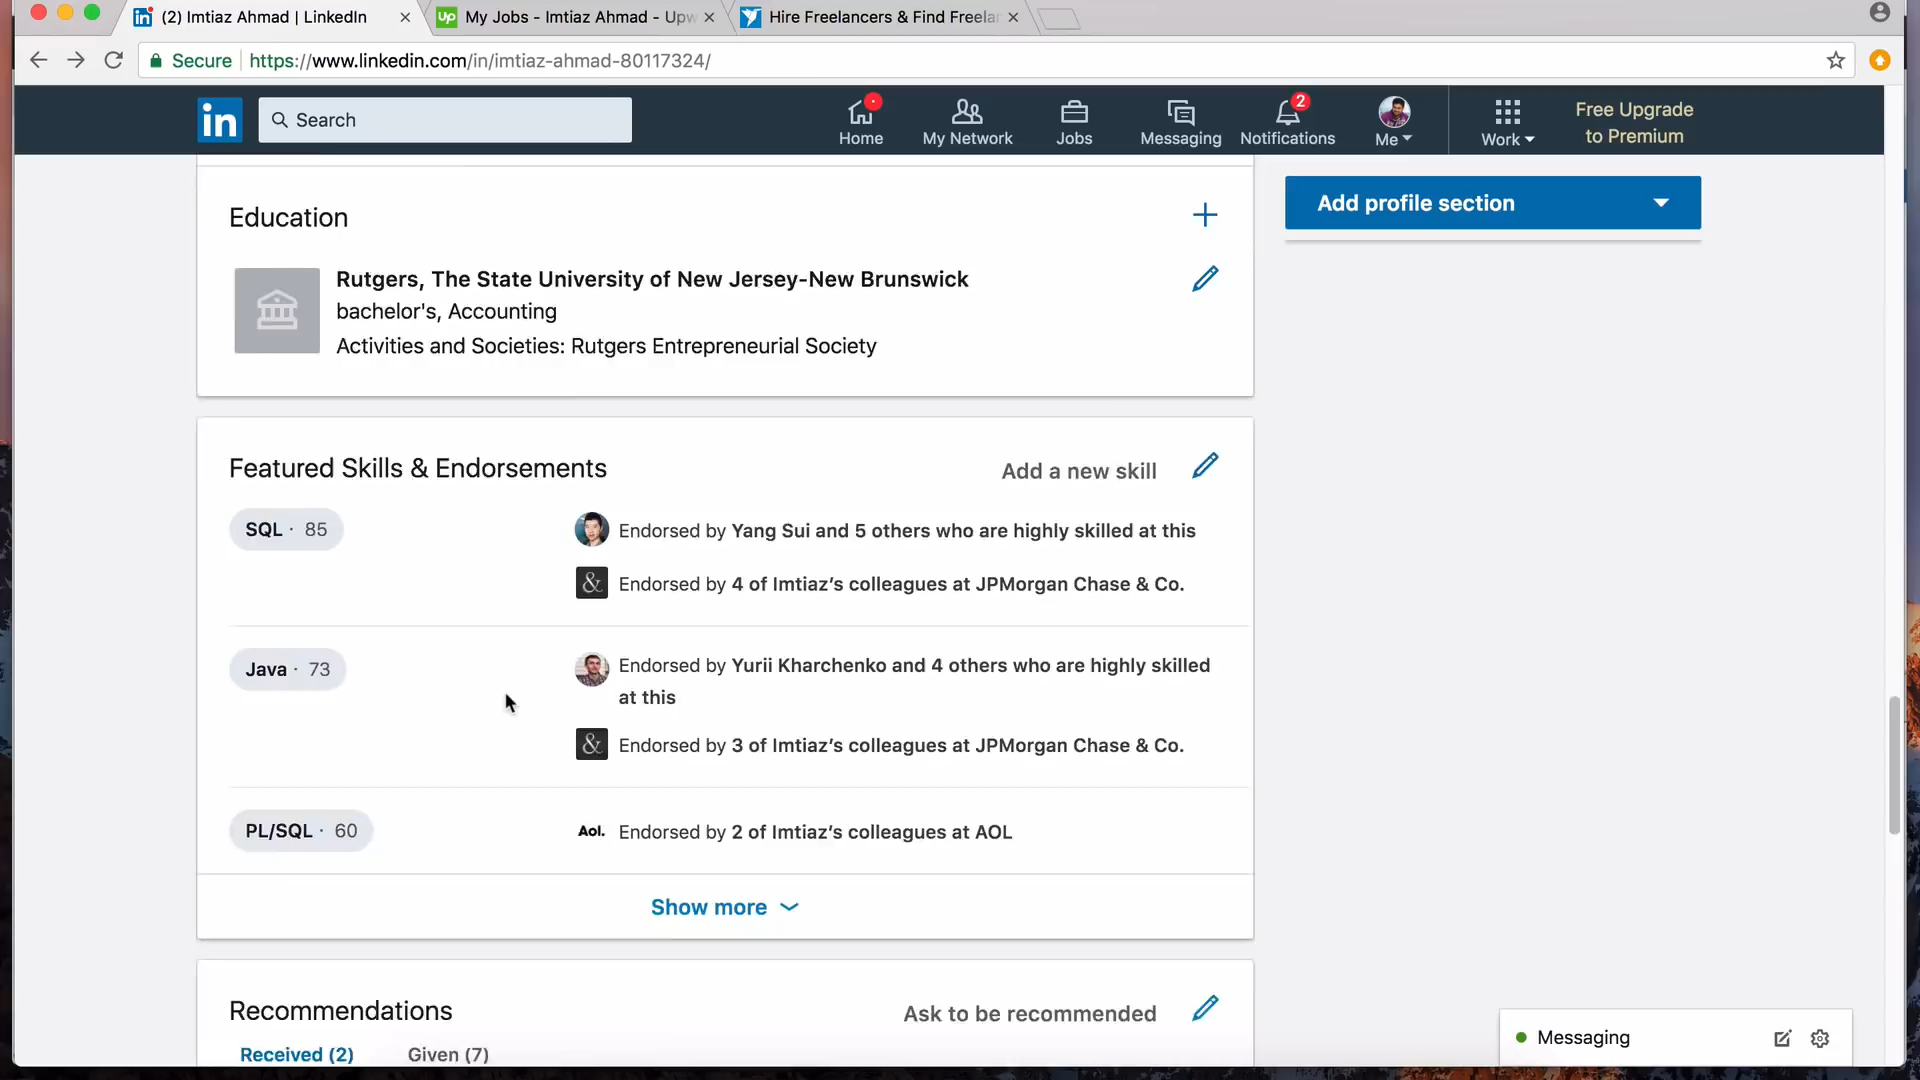 (2) Imtiaz Ahmad | LinkedIn
My Jobs - Imtiaz Ahmad - Upw
Hire Freelancers & Find Freelan
Secure
https://www.linkedin.com/in/imtiaz-ahmad-80117324/
in
Search
Home
My Network
Jobs
Messaging
2
Notifications
Me
Work
Free Upgrade
to Premium
Add profile section
Education
Rutgers, The State University of New Jersey-New Brunswick
bachelor's, Accounting
Activities and Societies: Rutgers Entrepreneurial Society
Featured Skills & Endorsements
Add a new skill
SQL · 85
Endorsed by Yang Sui and 5 others who are highly skilled at this
& Endorsed by 4 of Imtiaz’s colleagues at JPMorgan Chase & Co.
Java · 73
Endorsed by Yurii Kharchenko and 4 others who are highly skilled
at this
& Endorsed by 3 of Imtiaz’s colleagues at JPMorgan Chase & Co.
PL/SQL · 60
Aol. Endorsed by 2 of Imtiaz’s colleagues at AOL
Show more
Recommendations
Ask to be recommended
Received (2)
Given (7)
Messaging